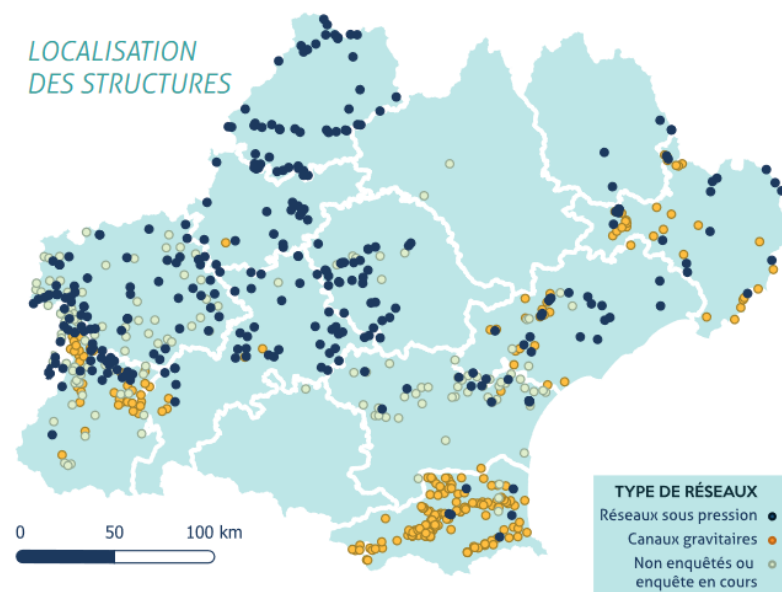 LOCALISATION
DES STRUCTURES
0 50 100 km
TYPE DE RÉSEAUX
Réseaux sous pression
Canaux gravitaires
Non enquêtés ou
enquête en cours